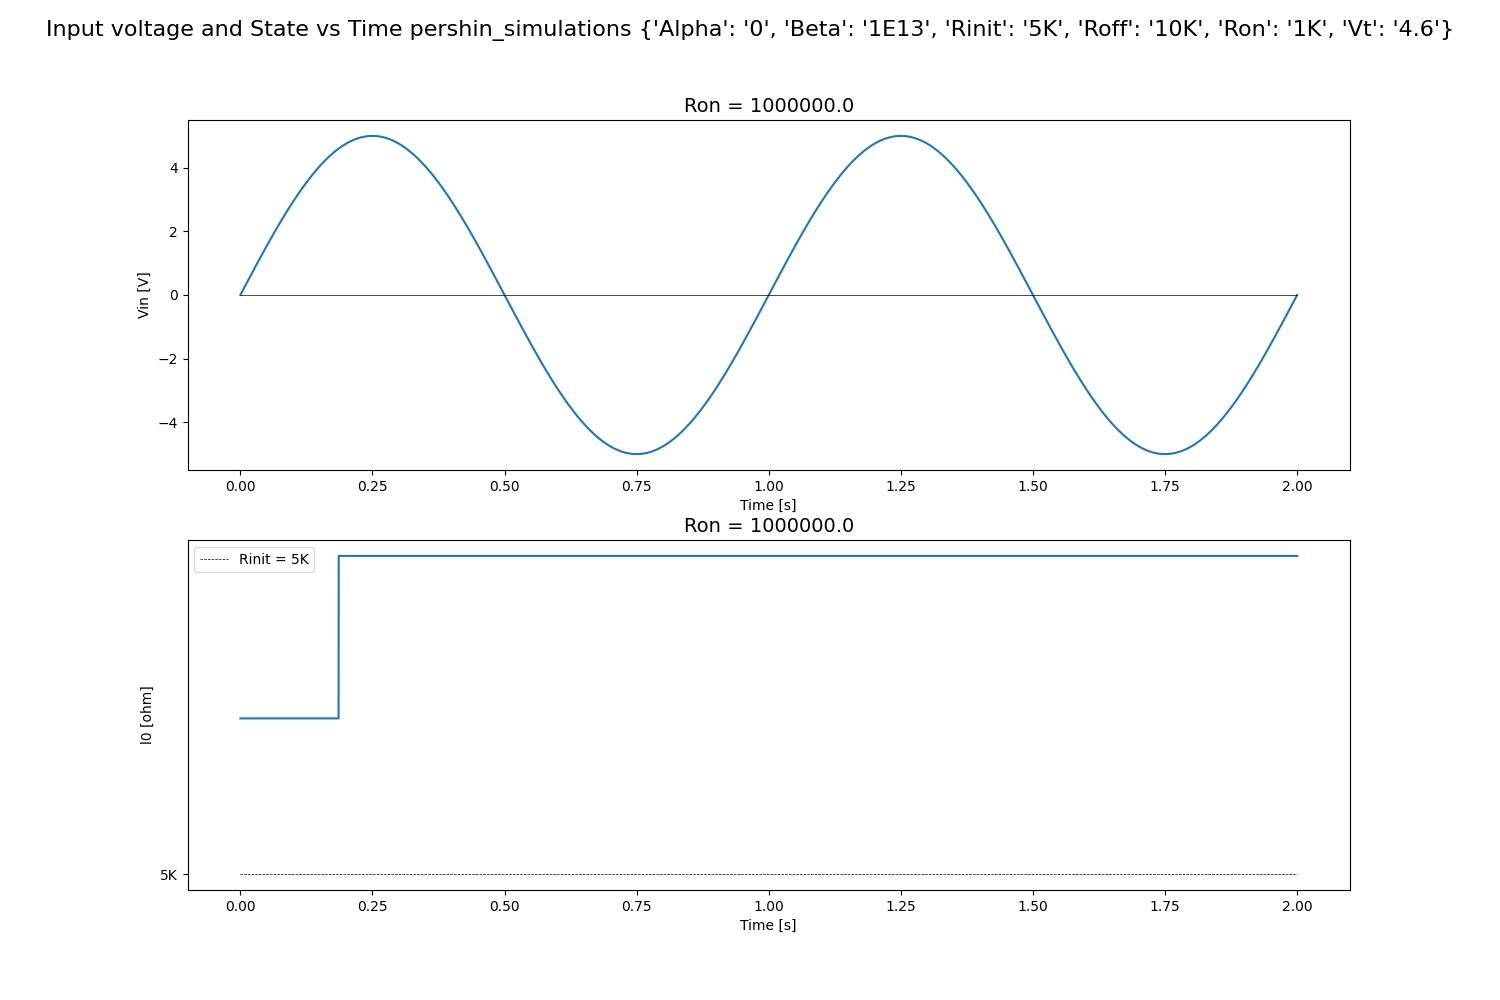 Input voltage and State vs Time pershin_simulations {'Alpha': '0', 'Beta': '1E13', 'Rinit': '5K', 'Roff': '10K', 'Ron': '1K', 'Vt': '4.6'}
Ron = 1000000.0
4
2
0
−2
−4
Vin [V]
0.00 0.25 0.50 0.75 1.00 1.25 1.50 1.75 2.00
Time [s]
Ron = 1000000.0
Rinit = 5K
l0 [ohm]
5K
0.00 0.25 0.50 0.75 1.00 1.25 1.50 1.75 2.00
Time [s]